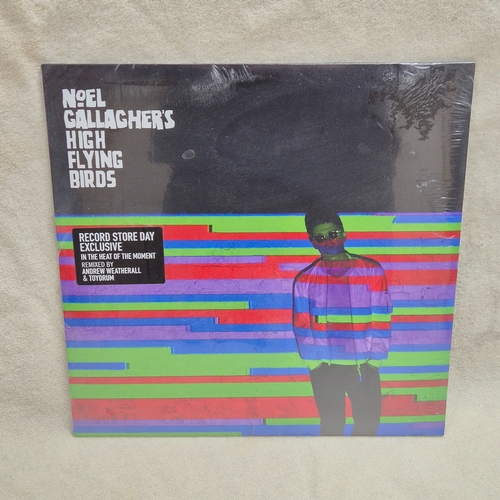 NOEL
GALLAGHER'S
HIGH
FLYING
BIRDS
RECORD STORE DAY
EXCLUSIVE
IN THE HEAT OF THE MOMENT
REMIXED BY
ANDREW WEATHERALL
& TOYDRUM